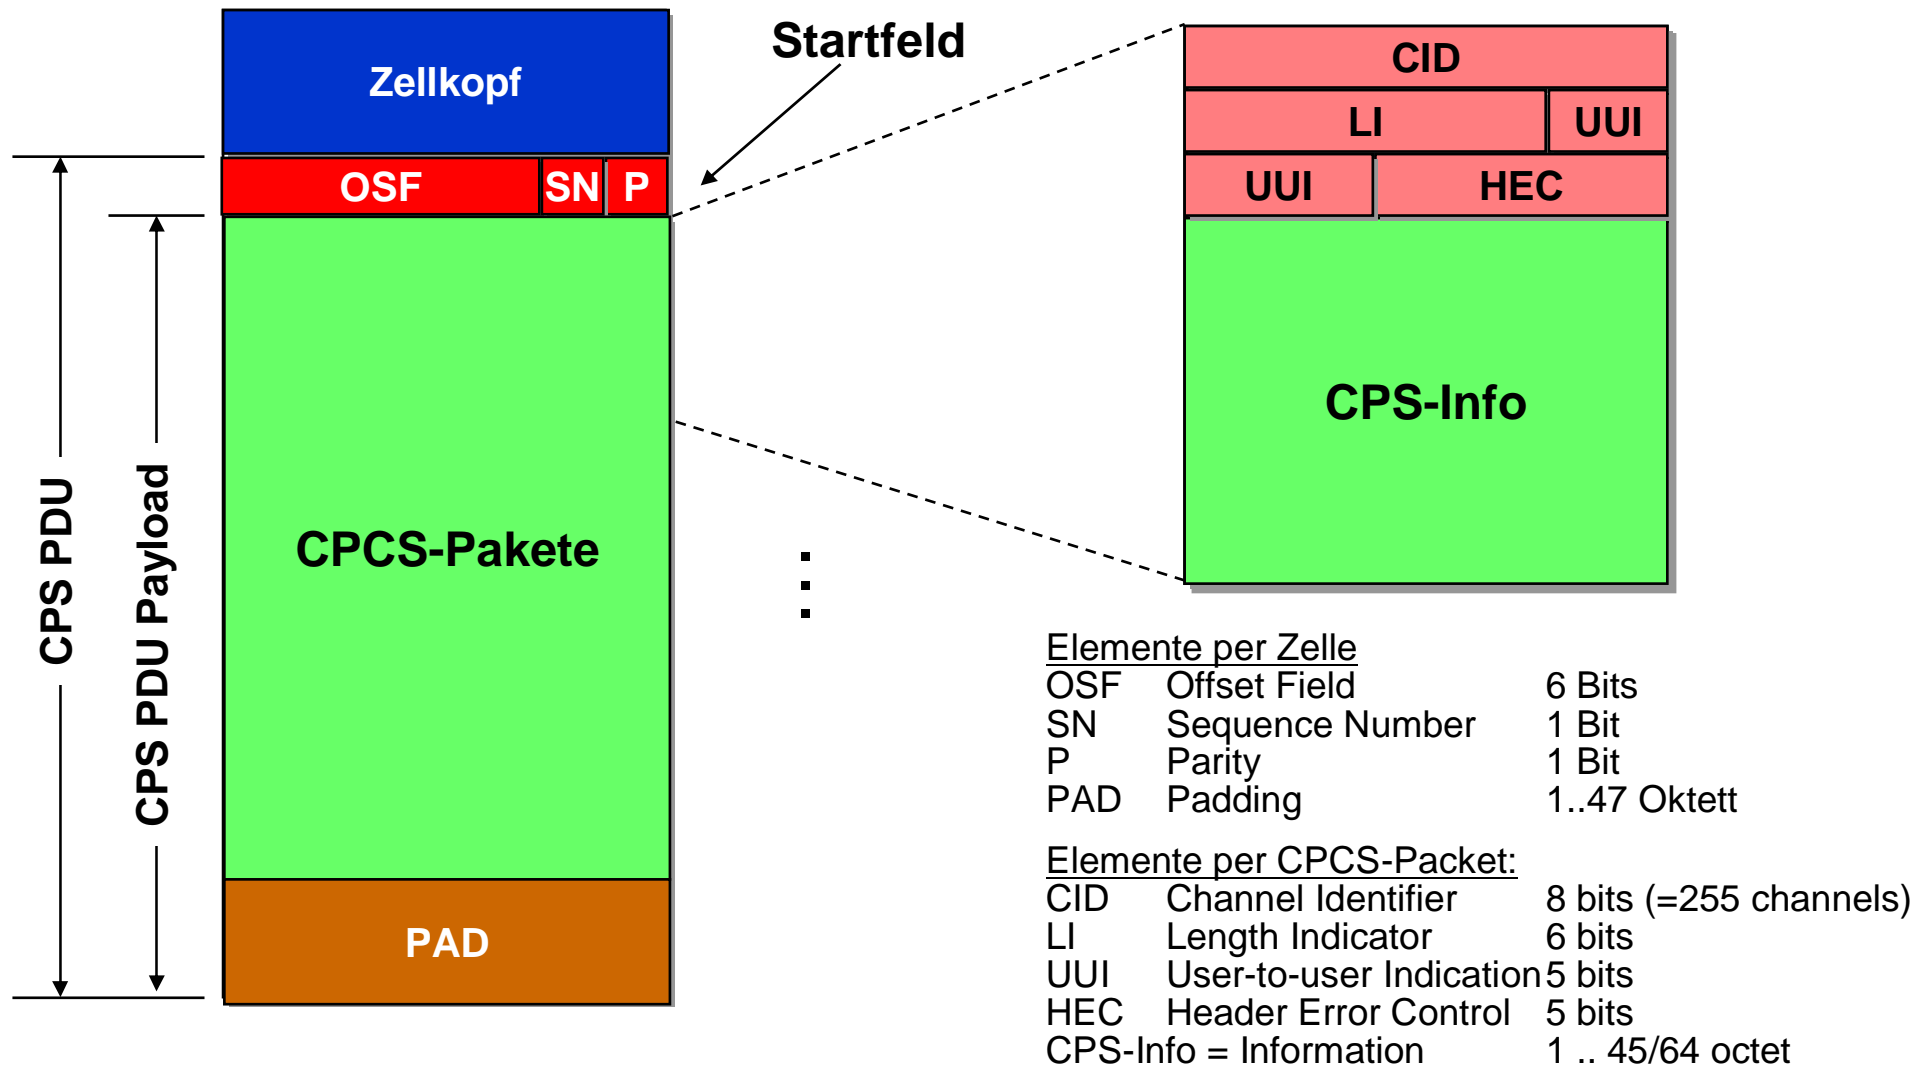 Zellkopf
Startfeld
OSF SN P
CPS PDU
CPS PDU Payload
CPCS-Pakete
PAD
CID
LI UUI
UUI HEC
CPS-Info
Elemente per Zelle
OSF Offset Field 6 Bits
SN Sequence Number 1 Bit
P Parity 1 Bit
PAD Padding 1..47 Oktett
Elemente per CPCS-Packet:
CID Channel Identifier 8 bits (=255 channels)
LI Length Indicator 6 bits
UUI User-to-user Indication 5 bits
HEC Header Error Control 5 bits
CPS-Info = Information 1 .. 45/64 octet